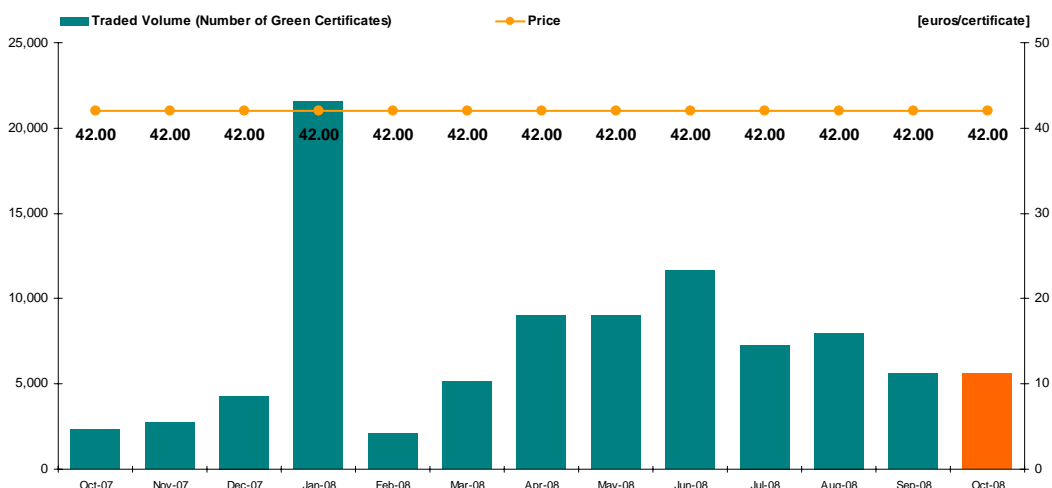 Traded Volume (Number of Green Certificates) Price [euros/certificate]
25,000 50
42.00 42.00 42.00 42.00 42.00 42.00 42.00 42.00 42.00 42.00 42.00 42.00 42.00
20,000 40
15,000 30
10,000 20
5,000 10
0 0
Oct-07 Nov-07 Dec-07 Jan-08 Feb-08 Mar-08 Apr-08 May-08 Jun-08 Jul-08 Aug-08 Sep-08 Oct-08